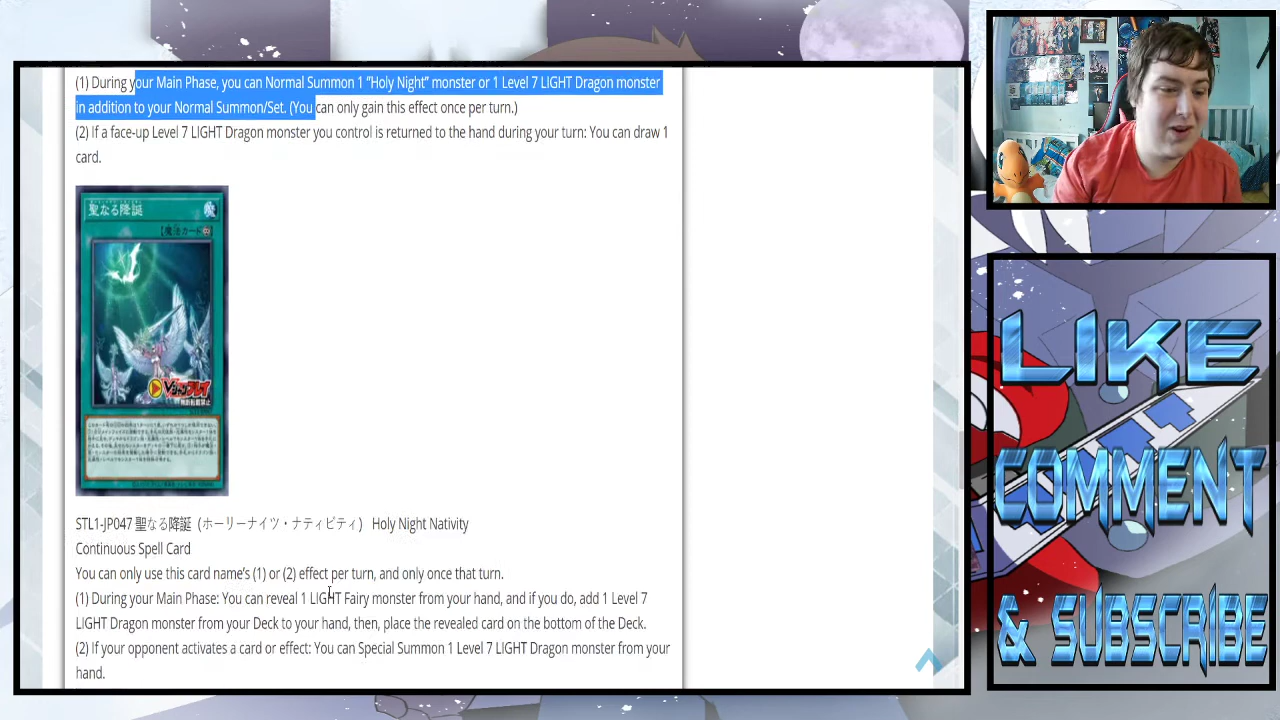 (1) During your Main Phase, you can Normal Summon 1 “Holy Night” monster or 1 Level 7 LIGHT Dragon monster
in addition to your Normal Summon/Set. (You can only gain this effect once per turn.)
(2) If a face-up Level 7 LIGHT Dragon monster you control is returned to the hand during your turn: You can draw 1
card.
聖なる降誕
【魔法カード】
STL1-JP047 聖なる降誕（ホーリーナイツ・ナティビティ） Holy Night Nativity
Continuous Spell Card
You can only use this card name’s (1) or (2) effect per turn, and only once that turn.
(1) During your Main Phase: You can reveal 1 LIGHT Fairy monster from your hand, and if you do, add 1 Level 7
LIGHT Dragon monster from your Deck to your hand, then, place the revealed card on the bottom of the Deck.
(2) If your opponent activates a card or effect: You can Special Summon 1 Level 7 LIGHT Dragon monster from your
hand.
LIKE
COMMENT
& SUBSCRIBE